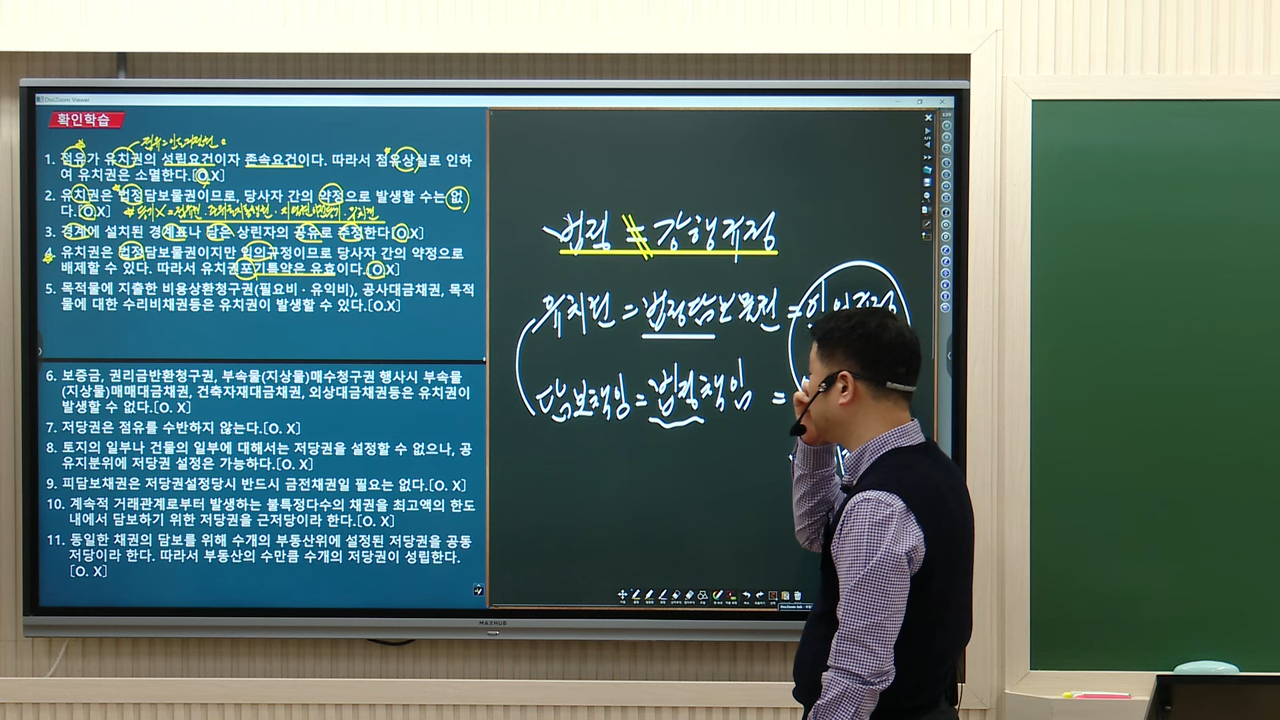 DocZoom Viewer
확인학습
1. 점유가 유치권의 성립요건이자 존속요건이다. 따라서 점유상실로 인하
여 유치권은 소멸한다.[O.X]
2. 유치권은 법정담보물권이므로, 당사자 간의 약정으로 발생할 수는 없
다.[O.X]
3. 경계에 설치된 경계표나 담은 상린자의 공유로 추정한다[O.X]
4. 유치권은 법정담보물권이지만 임의규정이므로 당사자 간의 약정으로
배제할 수 있다. 따라서 유치권포기특약은 유효이다.[O.X]
5. 목적물에 지출한 비용상환청구권(필요비 · 유익비), 공사대금채권, 목적
물에 대한 수리비채권등은 유치권이 발생할 수 있다.[O.X]
6. 보증금, 권리금반환청구권, 부속물(지상물)매수청구권 행사시 부속물
(지상물)매매대금채권, 건축자재대금채권, 외상대금채권등은 유치권이
발생할 수 없다.[O. X]
7. 저당권은 점유를 수반하지 않는다.[O. X]
8. 토지의 일부나 건물의 일부에 대해서는 저당권을 설정할 수 없으나, 공
유지분위에 저당권 설정은 가능하다.[O. X]
9. 피담보채권은 저당권설정당시 반드시 금전채권일 필요는 없다.[O. X]
10. 계속적 거래관계로부터 발생하는 불특정다수의 채권을 최고액의 한도
내에서 담보하기 위한 저당권을 근저당이라 한다.[O. X]
11. 동일한 채권의 담보를 위해 수개의 부동산위에 설정된 저당권을 공동
저당이라 한다. 따라서 부동산의 수만큼 수개의 저당권이 성립한다.
[O. X]
법정 ≠ 강행규정
유치권 = 법정담보물권 = 임의규정
담보책임 = 법정책임 =
MAXHUB